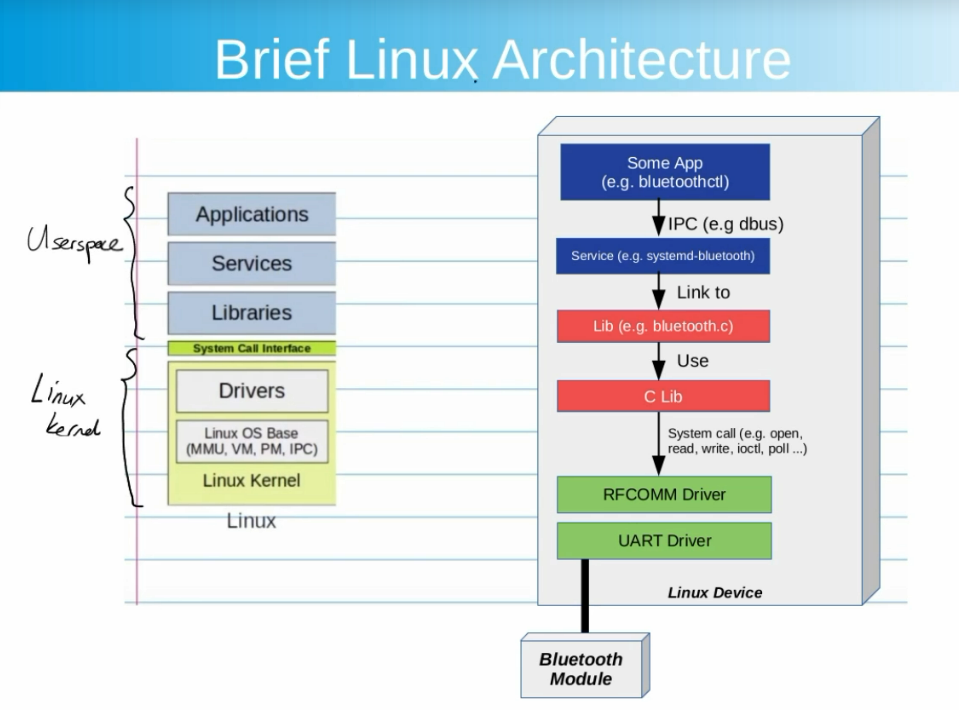 Brief Linux Architecture
Userspace
Applications
Services
Libraries
System Call Interface
Linux
kernel
Drivers
Linux OS Base
(MMU, VM, PM, IPC)
Linux Kernel
Linux
Some App
(e.g. bluetoothctl)
IPC (e.g dbus)
Service (e.g. systemd-bluetooth)
Link to
Lib (e.g. bluetooth.c)
Use
C Lib
System call (e.g. open,
read, write, ioctl, poll ...)
RFCOMM Driver
UART Driver
Linux Device
Bluetooth
Module